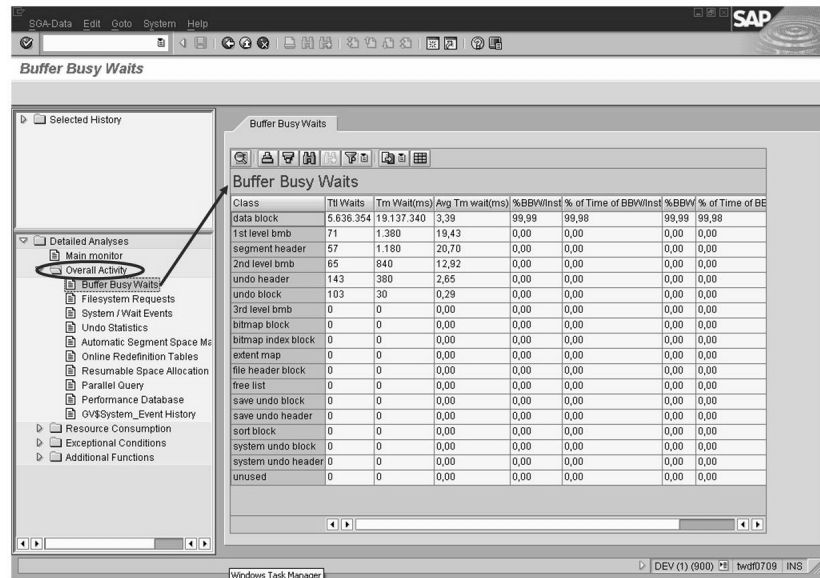 SGA-Data Edit Goto System Help
SAP
Buffer Busy Waits
Selected History
Detailed Analyses
Main monitor
Overall Activity
Buffer Busy Waits
Filesystem Requests
System / Wait Events
Undo Statistics
Automatic Segment Space Ma
Online Redefinition Tables
Resumable Space Allocation
Parallel Query
Performance Database
GV$System_Event History
Resource Consumption
Exceptional Conditions
Additional Functions
Buffer Busy Waits
Buffer Busy Waits
Class Ttl Waits Tm Wait(ms) Avg Tm wait(ms) %BBW/Inst % of Time of BBW/Inst %BBW % of Time of BE
data block 5.636.354 19.137.340 3,39 99,99 99,98 99,99 99,98
1st level bmb 71 1.380 19,43 0,00 0,00 0,00 0,00
segment header 57 1.180 20,70 0,00 0,00 0,00 0,00
2nd level bmb 65 840 12,92 0,00 0,00 0,00 0,00
undo header 143 380 2,65 0,00 0,00 0,00 0,00
undo block 103 30 0,29 0,00 0,00 0,00 0,00
3rd level bmb 0 0 0,00 0,00 0,00 0,00 0,00
bitmap block 0 0 0,00 0,00 0,00 0,00 0,00
bitmap index block 0 0 0,00 0,00 0,00 0,00 0,00
extent map 0 0 0,00 0,00 0,00 0,00 0,00
file header block 0 0 0,00 0,00 0,00 0,00 0,00
free list 0 0 0,00 0,00 0,00 0,00 0,00
save undo block 0 0 0,00 0,00 0,00 0,00 0,00
save undo header 0 0 0,00 0,00 0,00 0,00 0,00
sort block 0 0 0,00 0,00 0,00 0,00 0,00
system undo block 0 0 0,00 0,00 0,00 0,00 0,00
system undo header 0 0 0,00 0,00 0,00 0,00 0,00
unused 0 0 0,00 0,00 0,00 0,00 0,00
DEV (1) (900) twdf0709 INS
Windows Task Manager